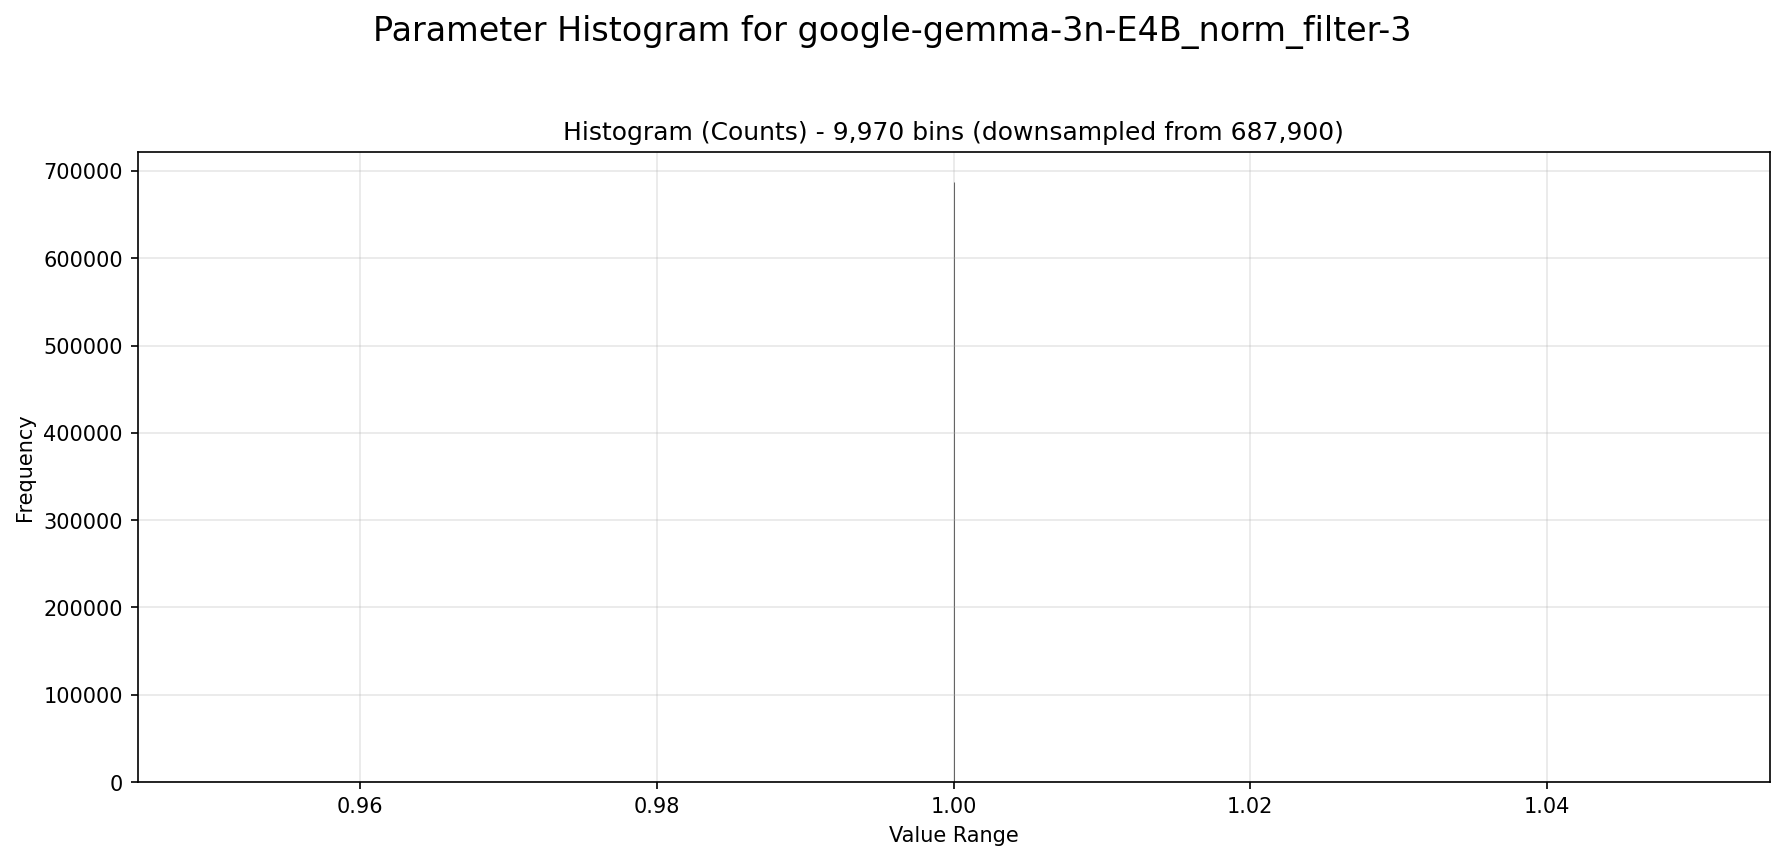 Parameter Histogram for google-gemma-3n-E4B_norm_filter-3
Histogram (Counts) - 9,970 bins (downsampled from 687,900)
700000
600000
500000
400000
300000
200000
100000
0
Frequency
0.96 0.98 1.00 1.02 1.04
Value Range